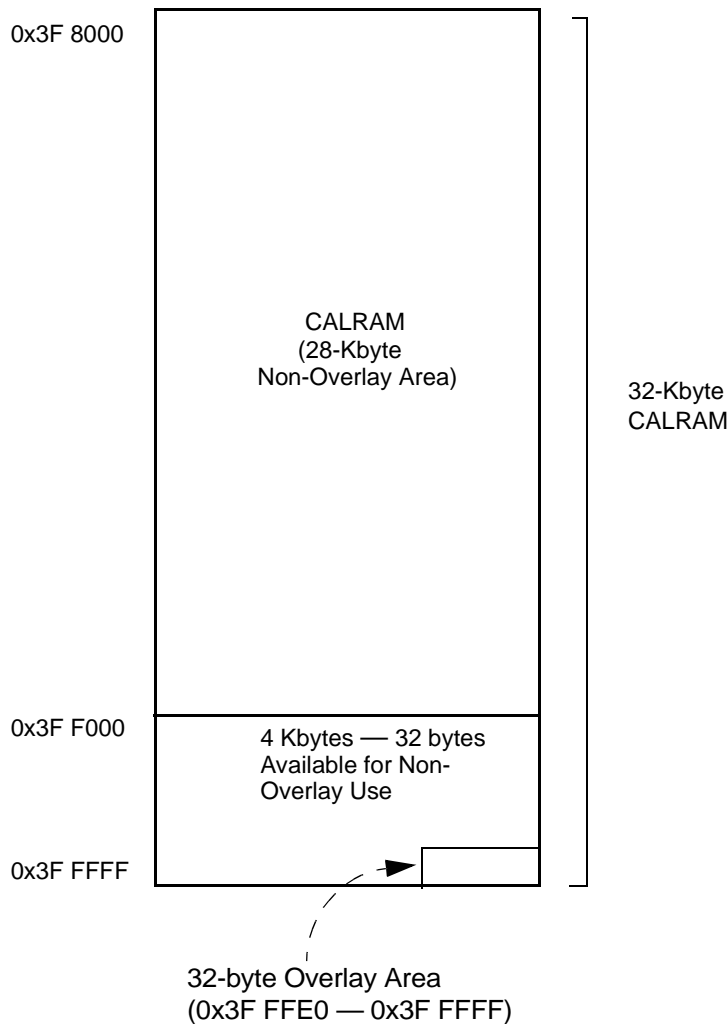 0x3F 8000
CALRAM
(28-Kbyte
Non-Overlay Area)
32-Kbyte
CALRAM
0x3F F000
4 Kbytes — 32 bytes
Available for Non-
Overlay Use
0x3F FFFF
32-byte Overlay Area
(0x3F FFE0 — 0x3F FFFF)